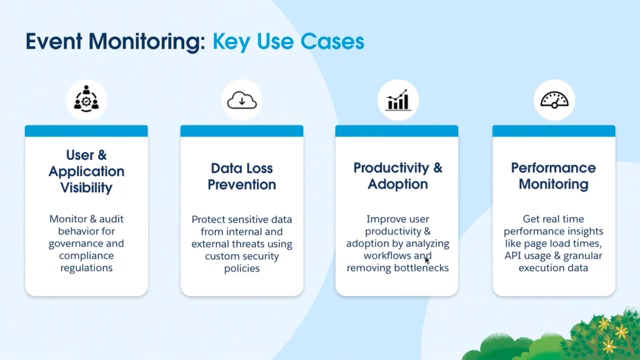 Event Monitoring: Key Use Cases
User &
Application
Visibility
Monitor & audit
behavior for
governance and
compliance
regulations
Data Loss
Prevention
Protect sensitive data
from internal and
external threats using
custom security
policies
Productivity &
Adoption
Improve user
productivity &
adoption by analyzing
workflows and
removing bottlenecks
Performance
Monitoring
Get real time
performance insights
like page load times,
API usage & granular
execution data